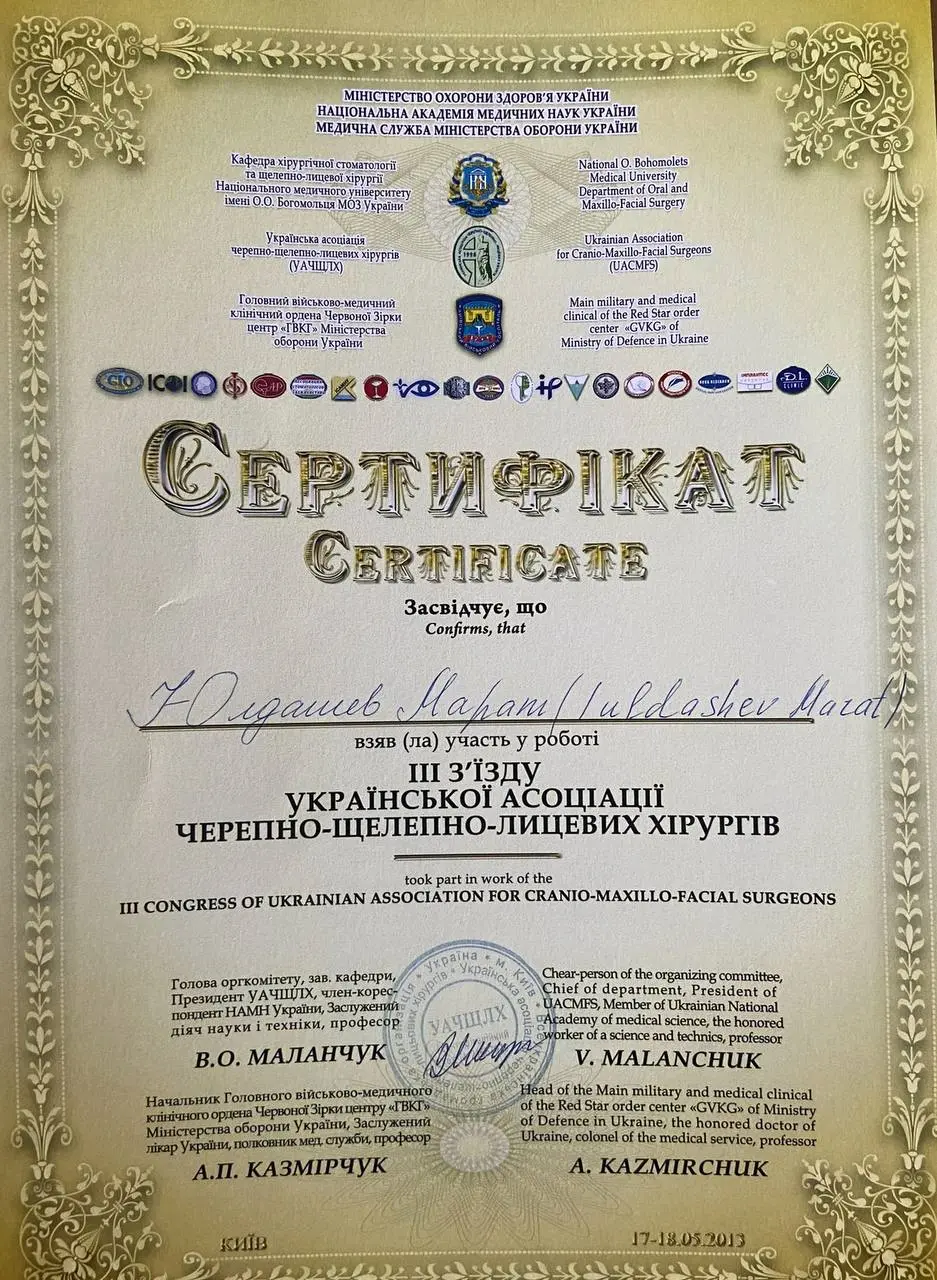 МІНІСТЕРСТВО ОХОРОНИ ЗДОРОВ'Я УКРАЇНИ
НАЦІОНАЛЬНА АКАДЕМІЯ МЕДИЧНИХ НАУК УКРАЇНИ
МЕДИЧНА СЛУЖБА МІНІСТЕРСТВА ОБОРОНИ УКРАЇНИ
Кафедра хірургічної стоматології
та щелепно-лицевої хірургії
Національного медичного університету
імені О.О. Богомольця МОЗ України
National O. Bohomolets
Medical University
Department of Oral and
Maxillo-Facial Surgery
Українська асоціація
черепно-щелепно-лицевих хірургів
(УАЧЩЛХ)
Ukrainian Association
for Cranio-Maxillo-Facial Surgeons
(UACMFS)
Головний військово-медичний
клінічний ордена Червоної Зірки
центр «ГВКГ» Міністерства
оборони України
Main military and medical
clinical of the Red Star order
center «GVKG» of
Ministry of Defence in Ukraine
ICOI
СЕРТИФІКАТ
CERTIFICATE
Засвідчує, що
Confirms, that
Юлдашев Марат (Iuldashev Marat)
взяв (ла) участь у роботі
III З'ЇЗДУ
УКРАЇНСЬКОЇ АСОЦІАЦІЇ
ЧЕРЕПНО-ЩЕЛЕПНО-ЛИЦЕВИХ ХІРУРГІВ
took part in work of the
III CONGRESS OF UKRAINIAN ASSOCIATION FOR CRANIO-MAXILLO-FACIAL SURGEONS
Голова оргкомітету, зав. кафедри,
Президент УАЧЩЛХ, член-корес-
пондент НАМН України, Заслужений
діяч науки і техніки, професор
В.О. МАЛАНЧУК
Chear-person of the organizing committee,
Chief of department, President of
UACMFS, Member of Ukrainian National
Academy of medical science, the honored
worker of a science and technics, professor
V. MALANCHUK
УАЧЩЛХ
Начальник Головного військово-медичного
клінічного ордена Червоної Зірки центру «ГВКГ»
Міністерства оборони України, Заслужений
лікар України, полковник мед. служби, професор
А.П. КАЗМІРЧУК
Head of the Main military and medical clinical
of the Red Star order center «GVKG» of Ministry
of Defence in Ukraine, the honored doctor of
Ukraine, colonel of the medical service, professor
A. KAZMIRCHUK
КИЇВ
17-18.05.2013